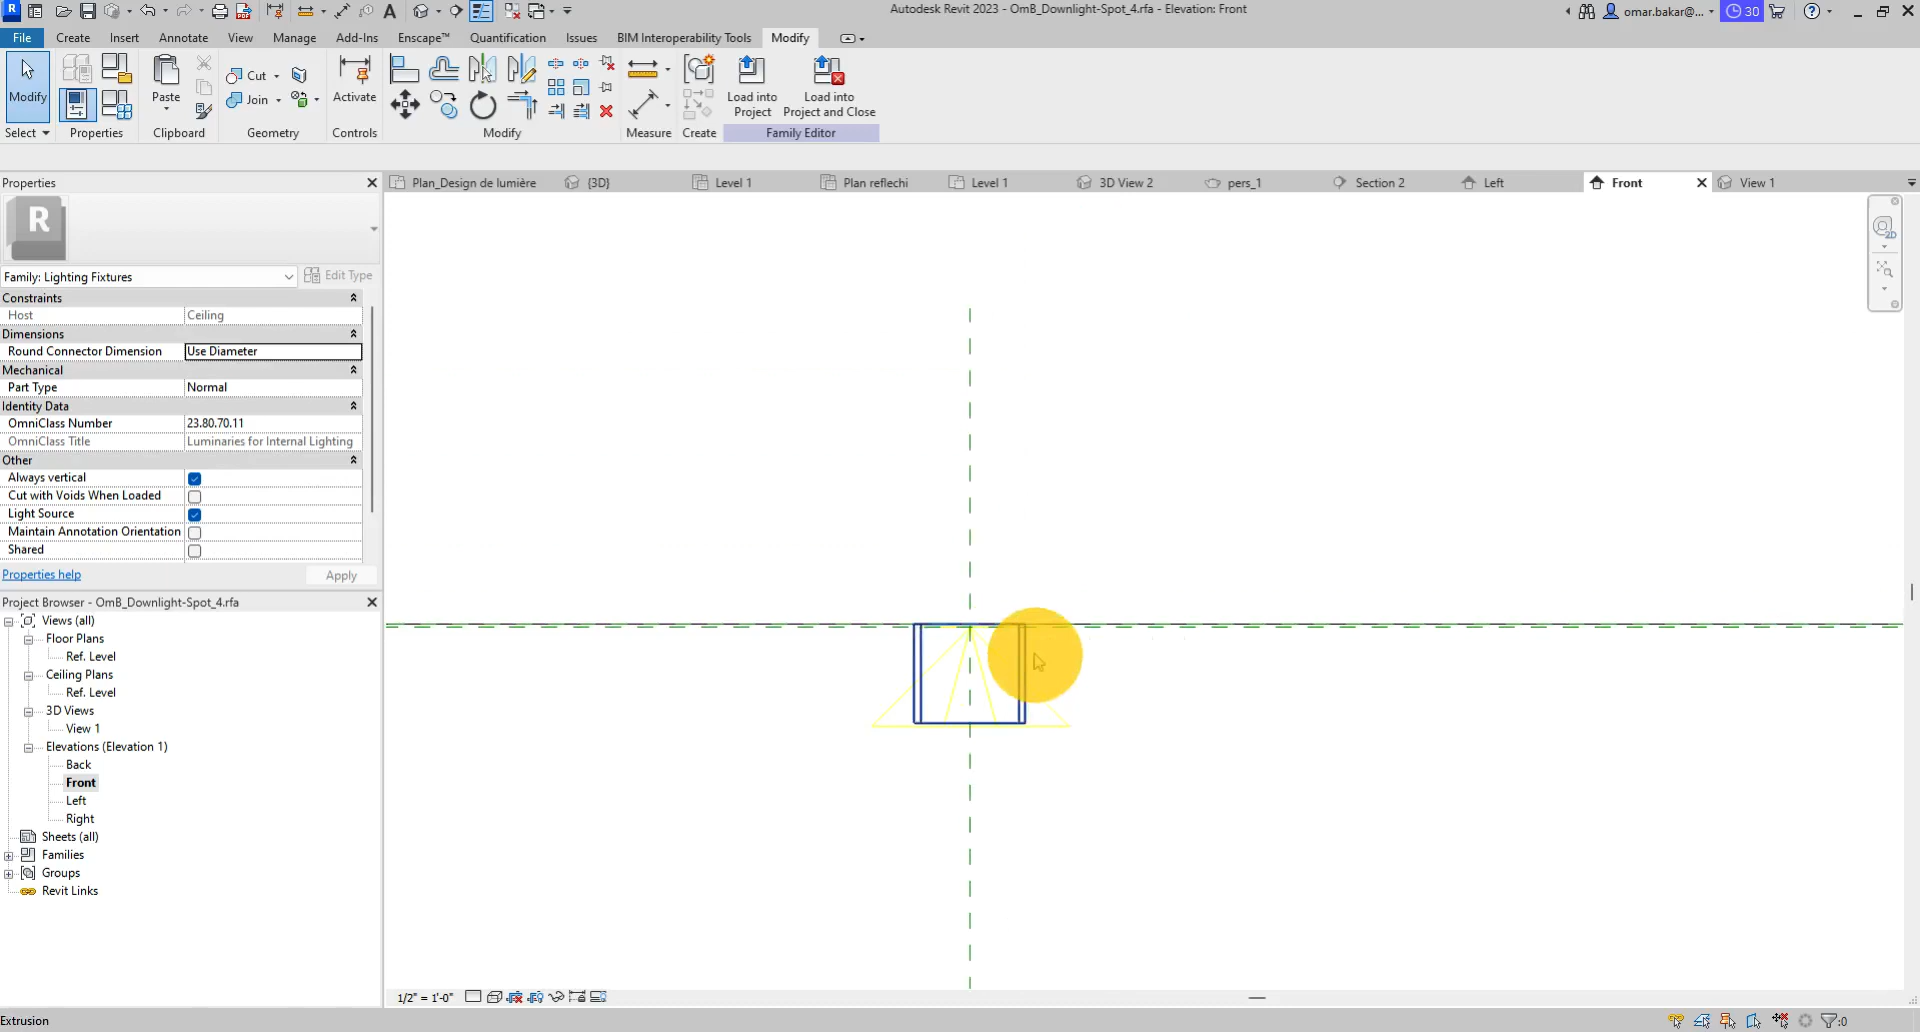 Autodesk Revit 2023 - OmB_Downlight-Spot_4.rfa - Elevation: Front
omar.bakar@...
30
File Create Insert Annotate View Manage Add-Ins Enscape™ Quantification Issues BIM Interoperability Tools Modify
Modify
Paste
Cut
Join
Activate
Load into Project
Load into Project and Close
Select Properties Clipboard Geometry Controls Modify Measure Create Family Editor
Properties
Plan_Design de lumière {3D} Level 1 Plan reflechi Level 1 3D View 2 pers_1 Section 2 Left Front View 1
R
2D
Family: Lighting Fixtures Edit Type
Constraints
Host Ceiling
Dimensions
Round Connector Dimension Use Diameter
Mechanical
Part Type Normal
Identity Data
OmniClass Number 23.80.70.11
OmniClass Title Luminaries for Internal Lighting
Other
Always vertical
Cut with Voids When Loaded
Light Source
Maintain Annotation Orientation
Shared
Properties help Apply
Project Browser - OmB_Downlight-Spot_4.rfa
Views (all)
Floor Plans
Ref. Level
Ceiling Plans
Ref. Level
3D Views
View 1
Elevations (Elevation 1)
Back
Front
Left
Right
Sheets (all)
Families
Groups
Revit Links
1/2" = 1'-0"
Extrusion
:0